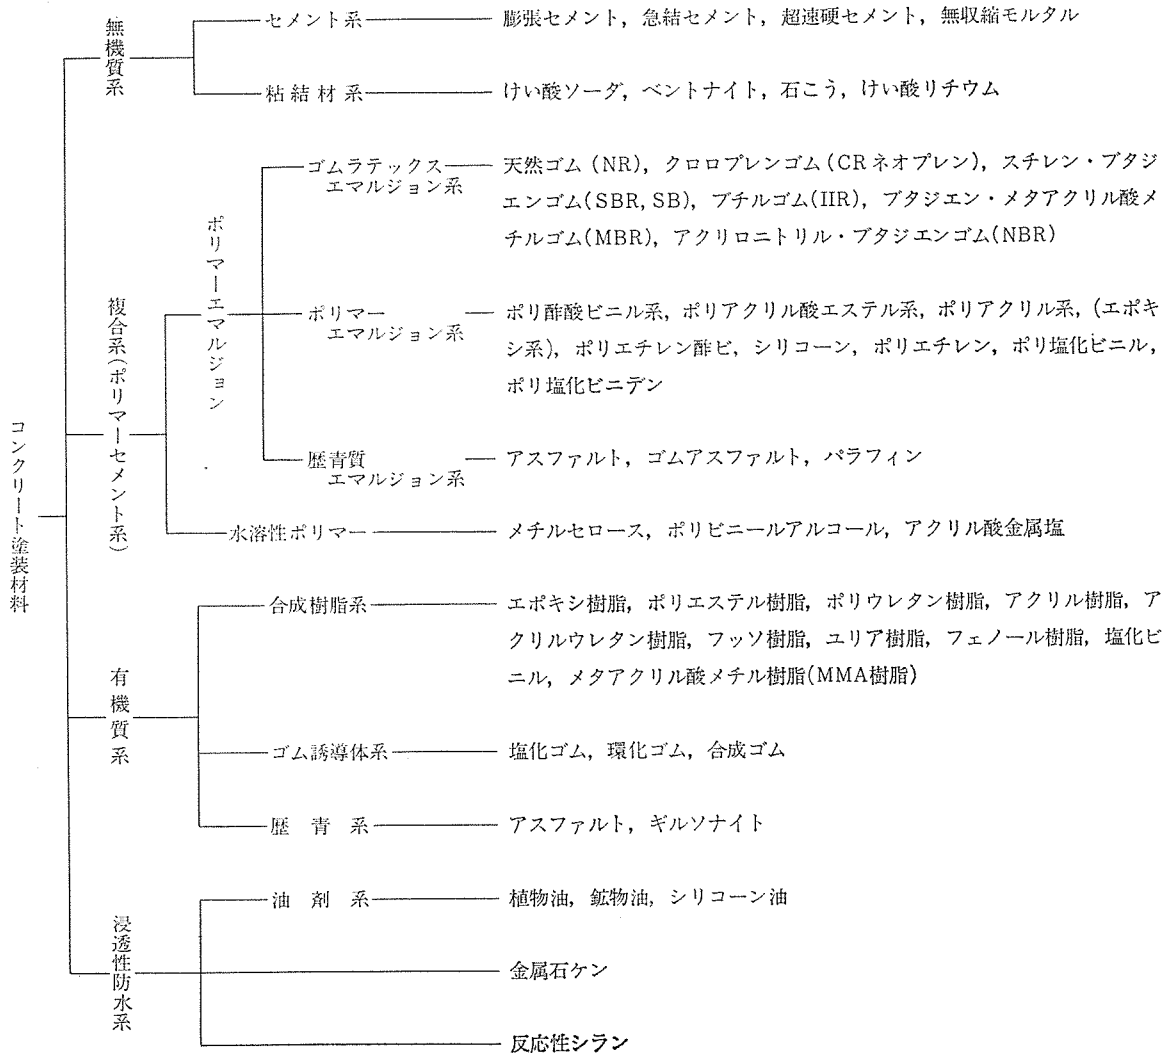 コンクリート塗装材料
無機質系
セメント系
膨張セメント，急結セメント，超速硬セメント，無収縮モルタル
粘結材系
けい酸ソーダ，ベントナイト，石こう，けい酸リチウム
複合系(ポリマーセメント系)
ポリマーエマルジョン
ゴムラテックス
エマルジョン系
天然ゴム(NR)，クロロプレンゴム(CRネオプレン)，スチレン・ブタジ
エンゴム(SBR, SB)，ブチルゴム(IIR)，ブタジエン・メタアクリル酸メ
チルゴム(MBR)，アクリロニトリル・ブタジエンゴム(NBR)
ポリマー
エマルジョン系
ポリ酢酸ビニル系，ポリアクリル酸エステル系，ポリアクリル系，(エポキ
シ系)，ポリエチレン酢ビ，シリコーン，ポリエチレン，ポリ塩化ビニル，
ポリ塩化ビニデン
歴青質
エマルジョン系
アスファルト，ゴムアスファルト，パラフィン
水溶性ポリマー
メチルセロース，ポリビニールアルコール，アクリル酸金属塩
有機質系
合成樹脂系
エポキシ樹脂，ポリエステル樹脂，ポリウレタン樹脂，アクリル樹脂，ア
クリルウレタン樹脂，フッソ樹脂，ユリア樹脂，フェノール樹脂，塩化ビ
ニル，メタアクリル酸メチル樹脂(MMA樹脂)
ゴム誘導体系
塩化ゴム，環化ゴム，合成ゴム
歴青系
アスファルト，ギルソナイト
浸透性防水系
油剤系
植物油，鉱物油，シリコーン油
金属石ケン
反応性シラン